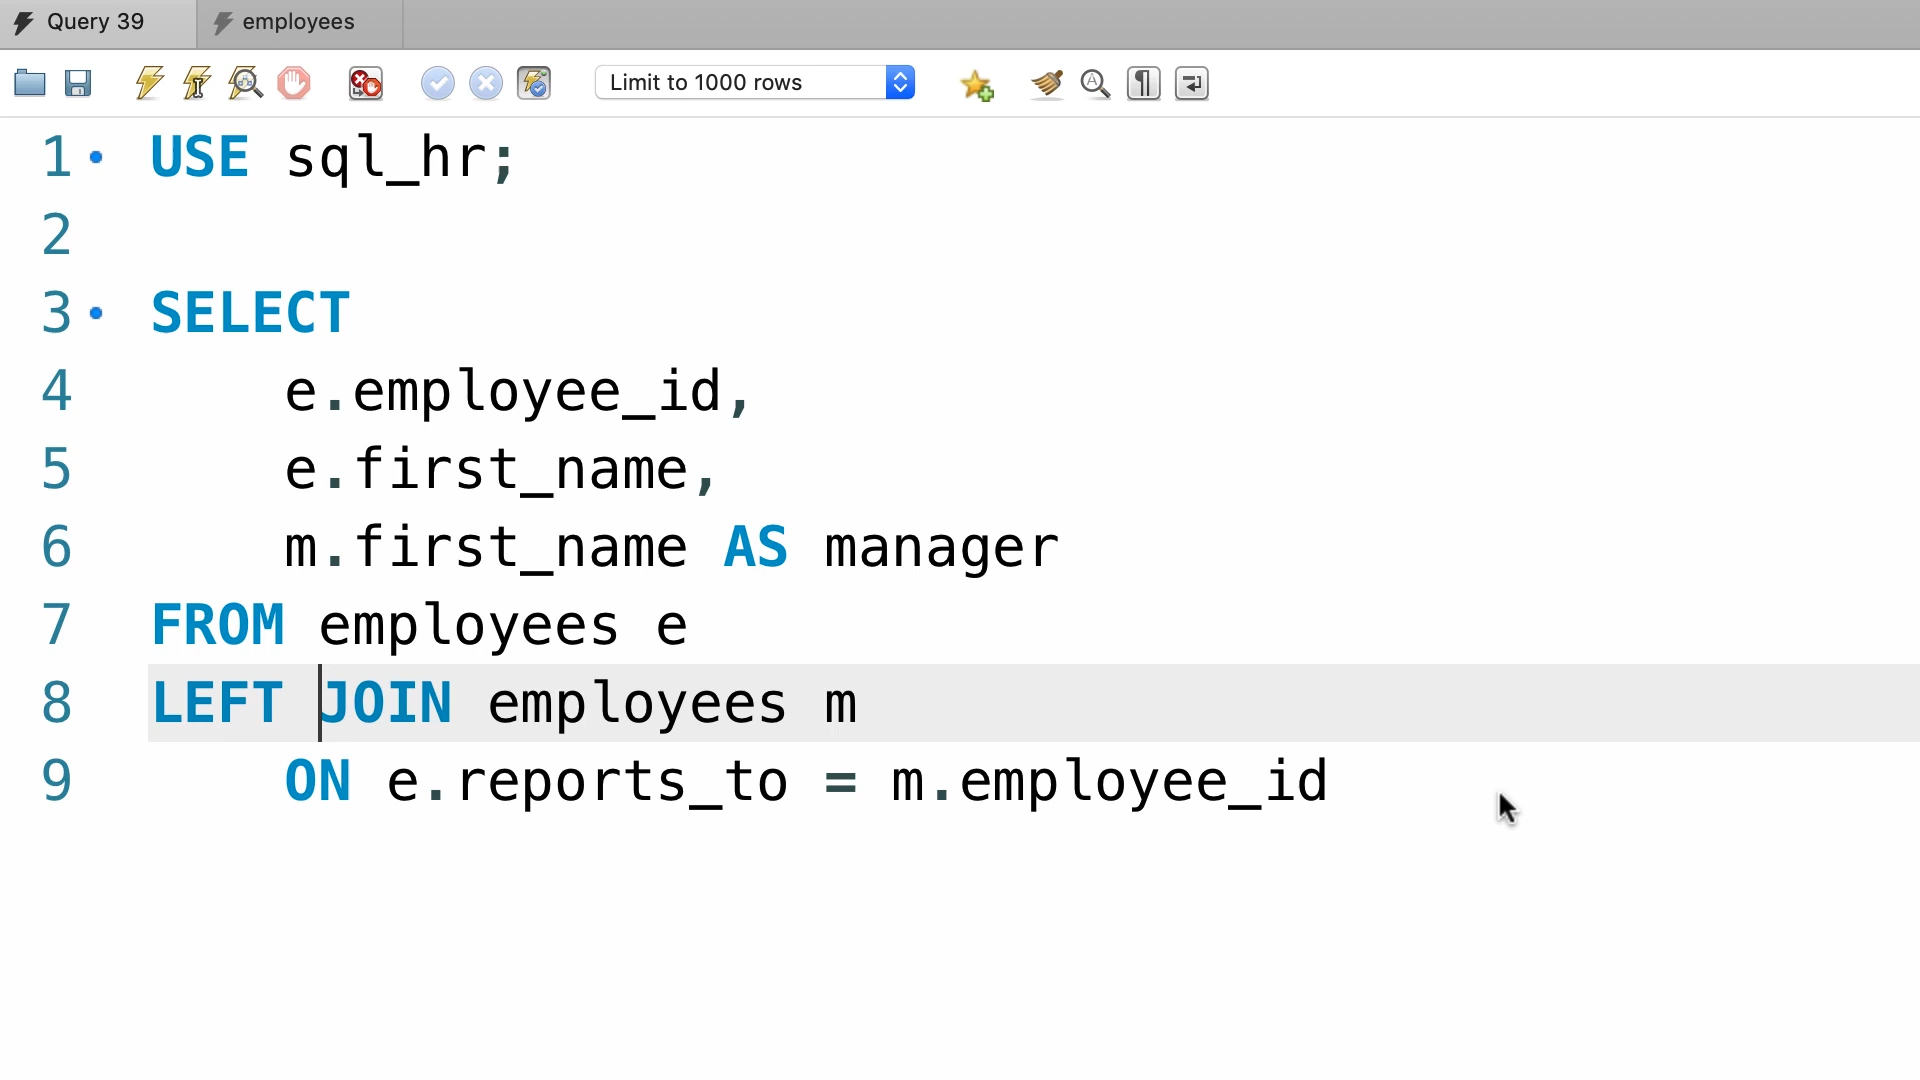 Query 39
employees
Limit to 1000 rows
1 USE sql_hr;
2
3 SELECT
4 e.employee_id,
5 e.first_name,
6 m.first_name AS manager
7 FROM employees e
8 LEFT JOIN employees m
9 ON e.reports_to = m.employee_id